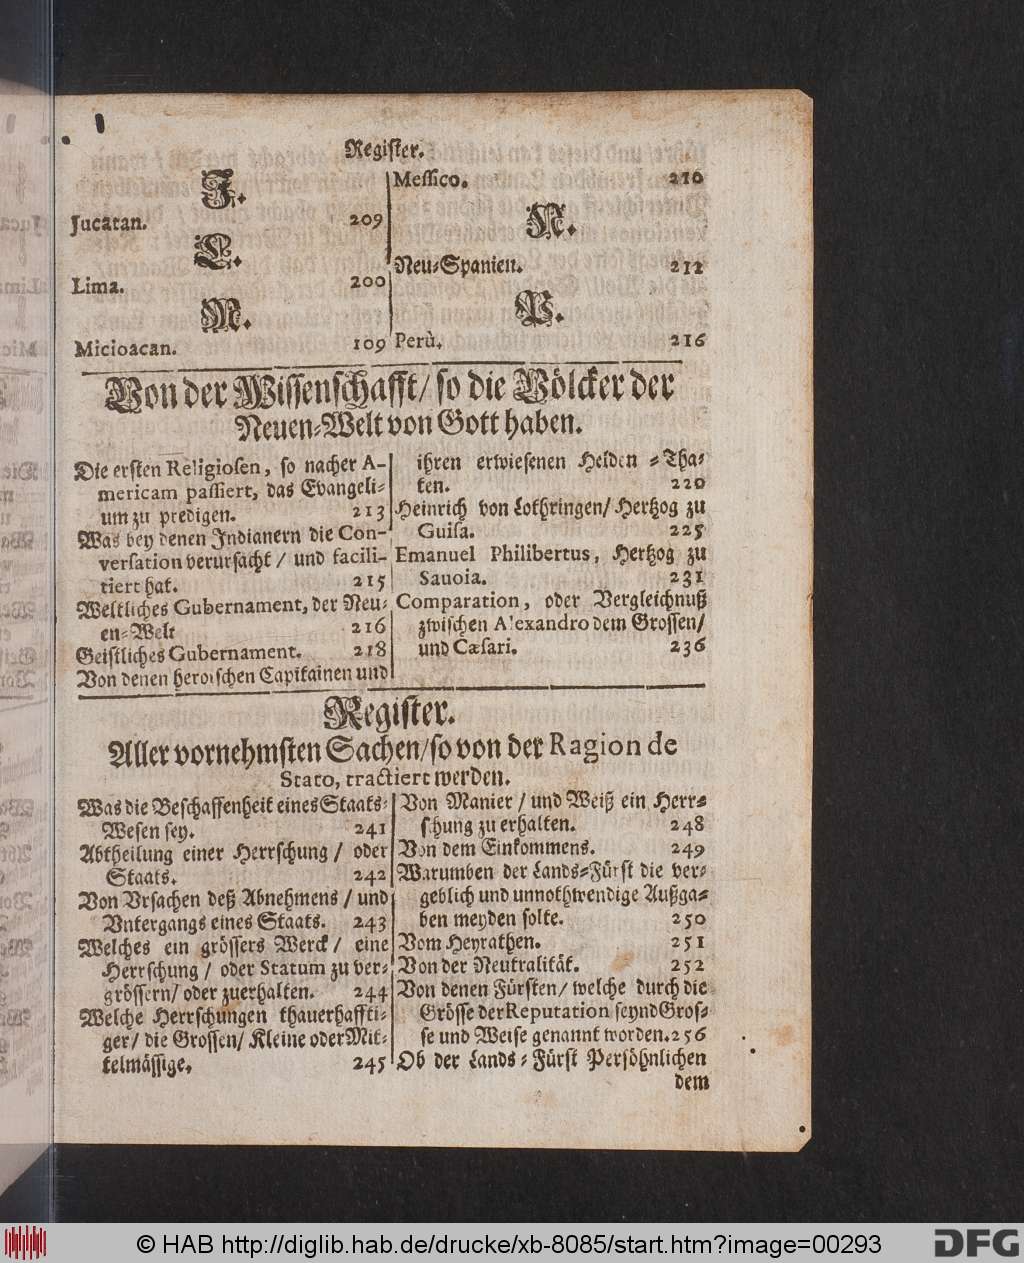 Register.
J.
Jucatan. 209
L.
Lima. 200
M.
Micioacan. 109
Messico. 210
N.
Neu-Spanien. 212
P.
Perù. 216
Von der Wissenschafft/ so die Völcker der
Neuen-Welt von Gott haben.
Die ersten Religiosen, so nacher A-
mericam passiert, das Evangeli-
um zu predigen. 213
Was bey denen Indianern die Con-
versation verursacht / und facili-
tiert hat. 215
Weltliches Gubernament, der Neu-
en-Welt 216
Geistliches Gubernament. 218
Von denen heroischen Capitainen und
ihren erwiesenen Helden-Tha-
ten. 220
Heinrich von Lothringen/ Hertzog zu
Guisa. 225
Emanuel Philibertus, Hertzog zu
Sauoia. 231
Comparation, oder Vergleichnuß
zwischen Alexandro dem Grossen/
und Cæsari. 236
Register.
Aller vornehmsten Sachen/ so von der Ragion de
Stato, tractiert werden.
Was die Beschaffenheit eines Staats-
Wesen sey. 241
Abtheilung einer Herrschung / oder
Staats. 242
Von Ursachen deß Abnehmens / und
Untergangs eines Staats. 243
Welches ein grössers Werck / eine
Herrschung / oder Statum zu ver-
grössern/ oder zuerhalten. 244
Welche Herrschungen thauerhaffti-
ger/ die Grossen/ Kleine oder Mit-
telmässige. 245
Von Manier / und Weiß ein Herr-
schung zu erhalten. 248
Von dem Einkommens. 249
Warumben der Lands-Fürst die ver-
geblich und unnothwendige Außga-
ben meyden solte. 250
Vom Heyrathen. 251
Von der Neutralität. 252
Von denen Fürsten/ welche durch die
Grösse der Reputation seynd Gros-
se und Weise genannt worden. 256
Ob der Lands-Fürst Persöhnlichen
dem
© HAB http://diglib.hab.de/drucke/xb-8085/start.htm?image=00293
DFG